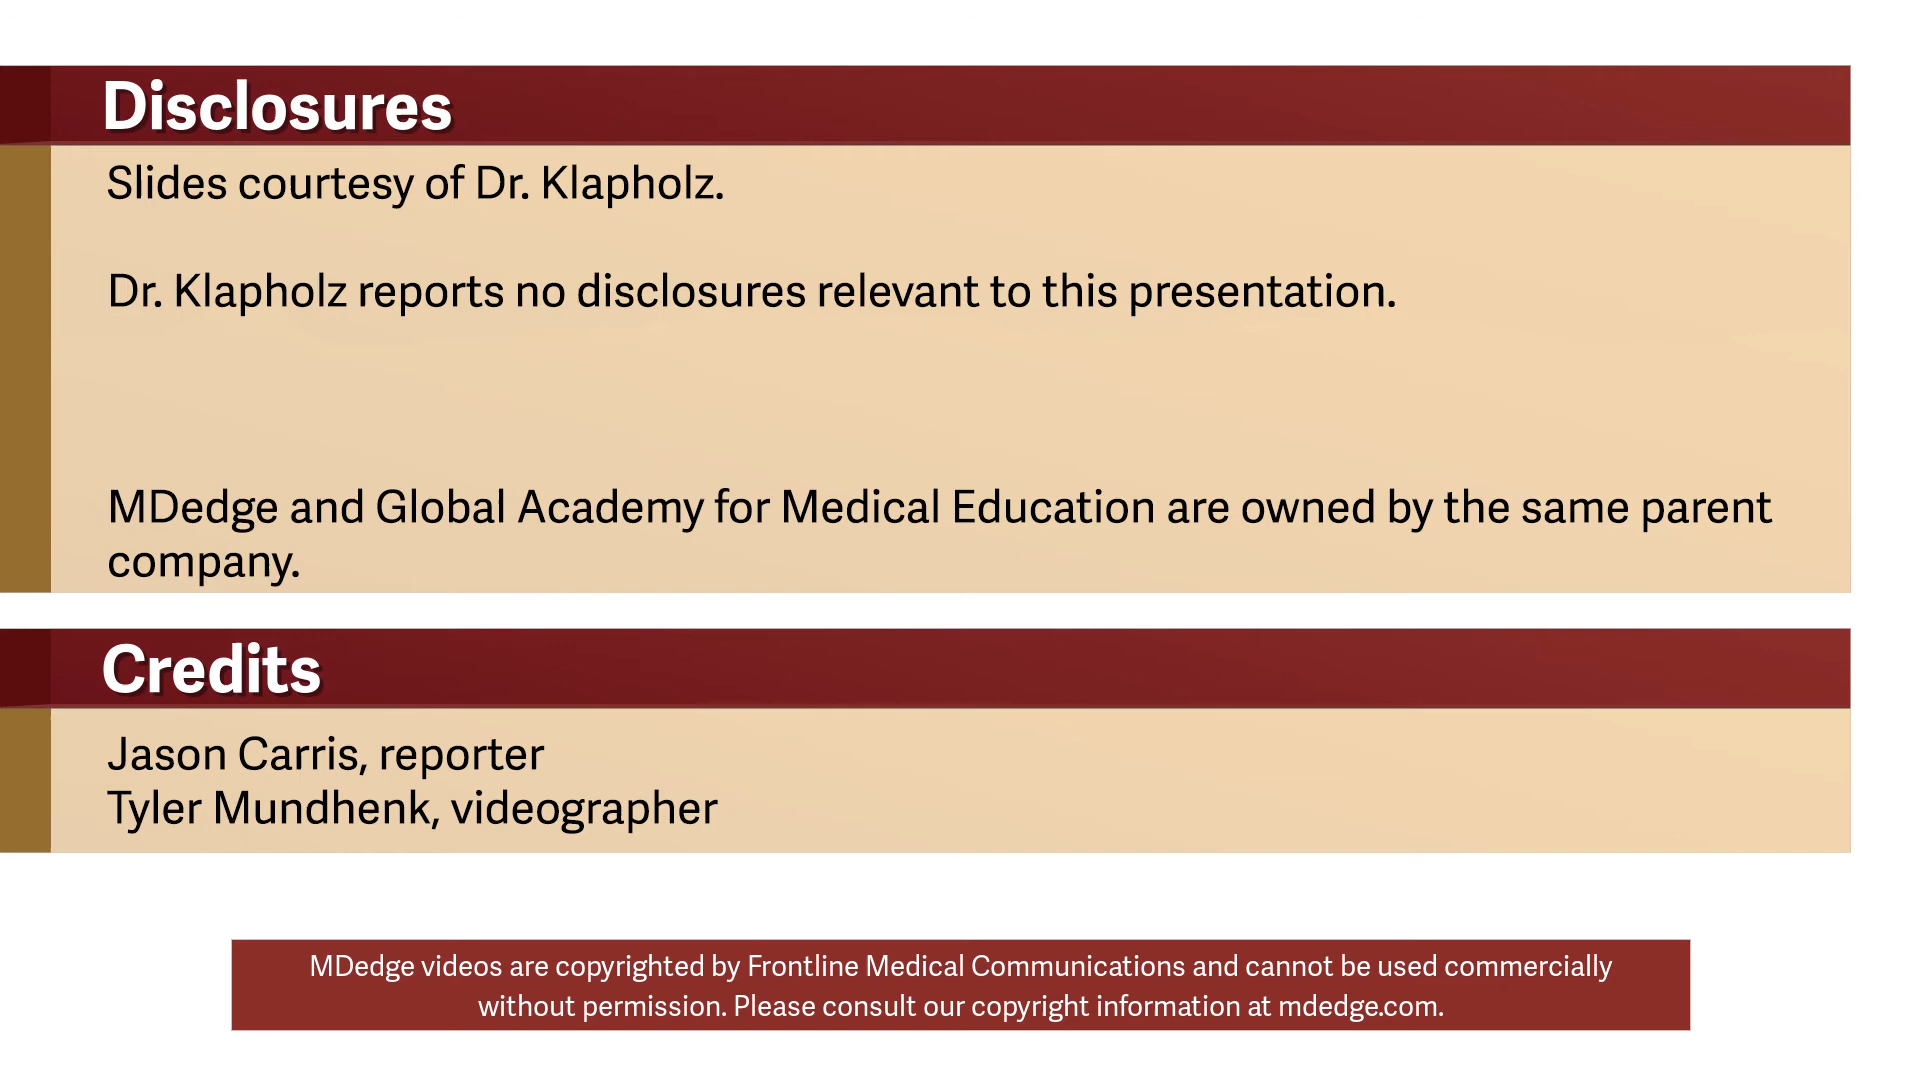 Disclosures
Slides courtesy of Dr. Klapholz.
Dr. Klapholz reports no disclosures relevant to this presentation.
MDedge and Global Academy for Medical Education are owned by the same parent
company.
Credits
Jason Carris, reporter
Tyler Mundhenk, videographer
MDedge videos are copyrighted by Frontline Medical Communications and cannot be used commercially
without permission. Please consult our copyright information at mdedge.com.